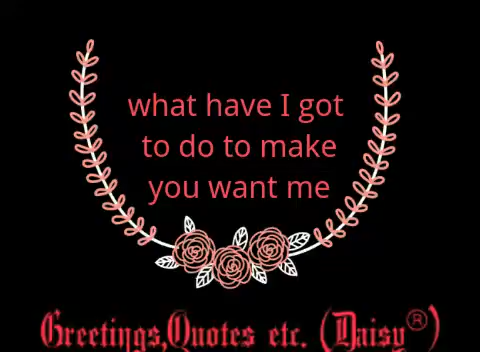 what have I got
to do to make
you want me
Greetings,Quotes etc. (Daisy®)